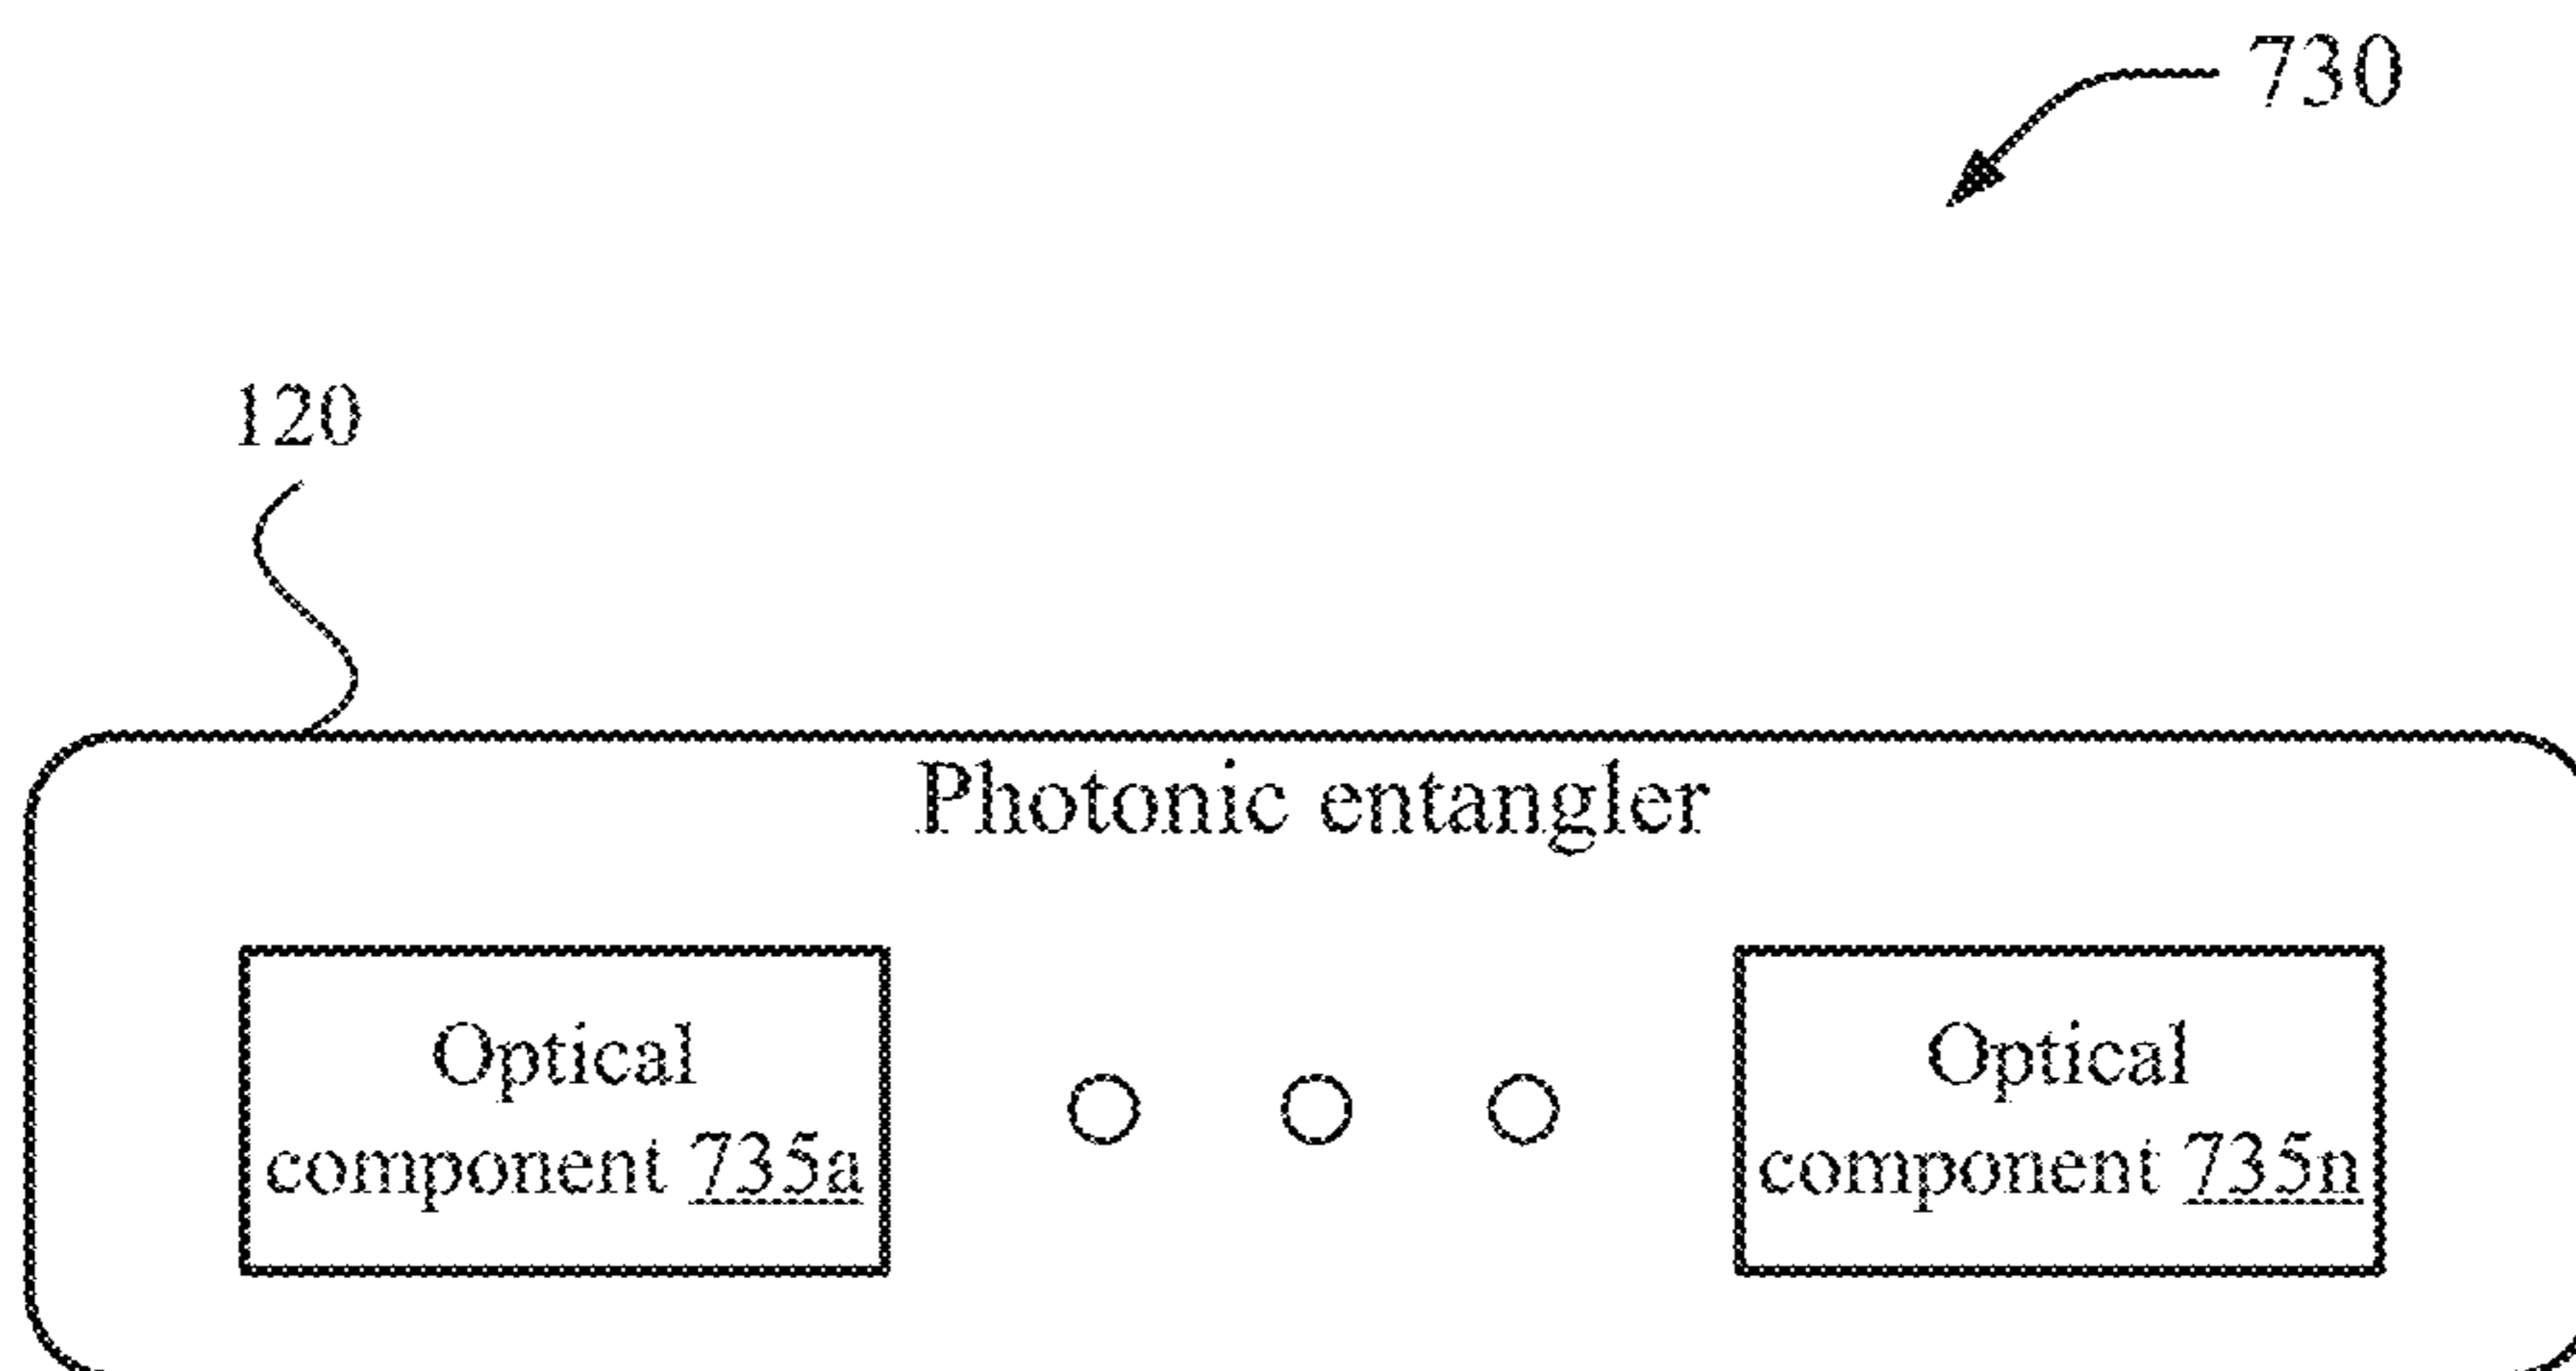 730
120
Photonic entangler
Optical
component 735a
Optical
component 735n